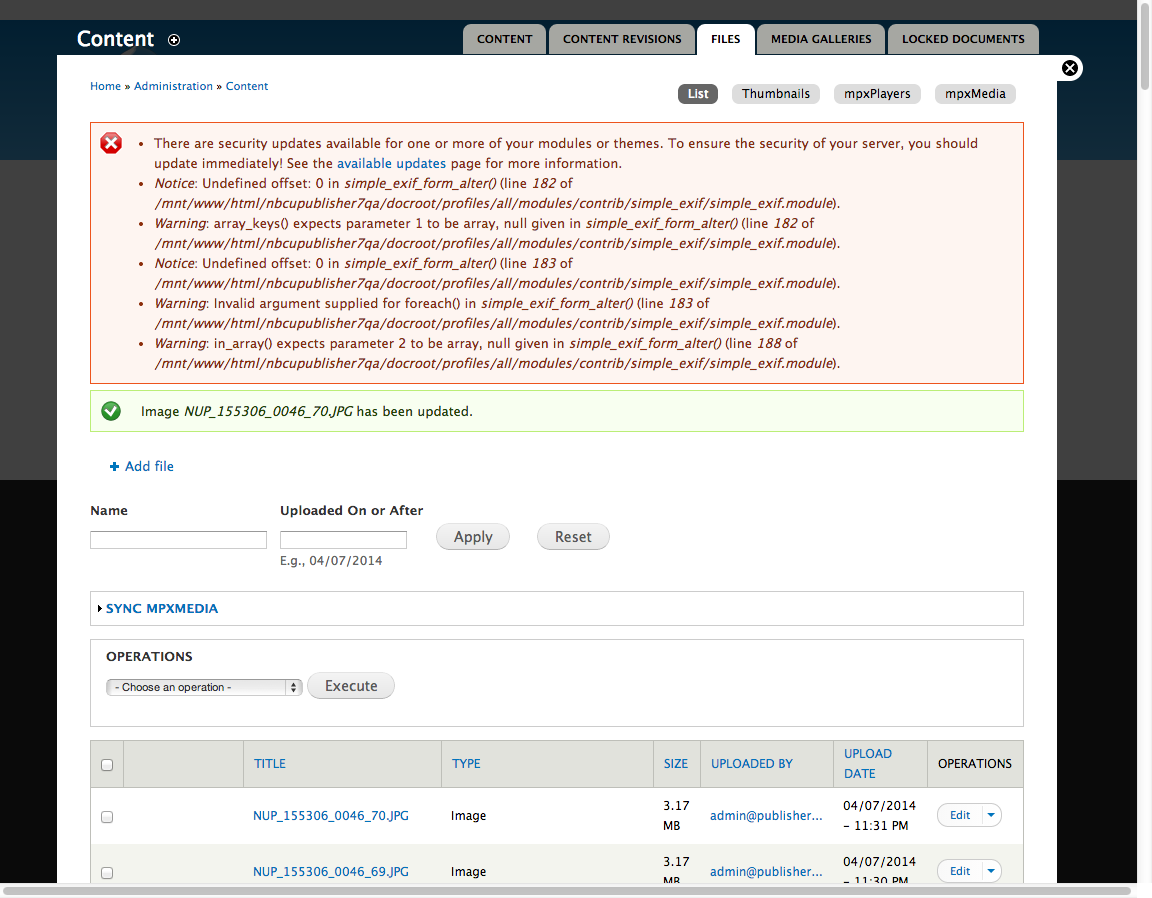 Content
CONTENT
CONTENT REVISIONS
FILES
MEDIA GALLERIES
LOCKED DOCUMENTS
Home » Administration » Content
List
Thumbnails
mpxPlayers
mpxMedia
• There are security updates available for one or more of your modules or themes. To ensure the security of your server, you should
update immediately! See the available updates page for more information.
• Notice: Undefined offset: 0 in simple_exif_form_alter() (line 182 of
/mnt/www/html/nbcupublisher7qa/docroot/profiles/all/modules/contrib/simple_exif/simple_exif.module).
• Warning: array_keys() expects parameter 1 to be array, null given in simple_exif_form_alter() (line 182 of
/mnt/www/html/nbcupublisher7qa/docroot/profiles/all/modules/contrib/simple_exif/simple_exif.module).
• Notice: Undefined offset: 0 in simple_exif_form_alter() (line 183 of
/mnt/www/html/nbcupublisher7qa/docroot/profiles/all/modules/contrib/simple_exif/simple_exif.module).
• Warning: Invalid argument supplied for foreach() in simple_exif_form_alter() (line 183 of
/mnt/www/html/nbcupublisher7qa/docroot/profiles/all/modules/contrib/simple_exif/simple_exif.module).
• Warning: in_array() expects parameter 2 to be array, null given in simple_exif_form_alter() (line 188 of
/mnt/www/html/nbcupublisher7qa/docroot/profiles/all/modules/contrib/simple_exif/simple_exif.module).
Image NUP_155306_0046_70.JPG has been updated.
Add file
Name
Uploaded On or After
Apply
Reset
E.g., 04/07/2014
SYNC MPXMEDIA
OPERATIONS
- Choose an operation -
Execute
TITLE
TYPE
SIZE
UPLOADED BY
UPLOAD
DATE
OPERATIONS
NUP_155306_0046_70.JPG
Image
3.17
MB
admin@publisher...
04/07/2014
- 11:31 PM
Edit
NUP_155306_0046_69.JPG
Image
3.17
MB
admin@publisher...
04/07/2014
- 11:30 PM
Edit